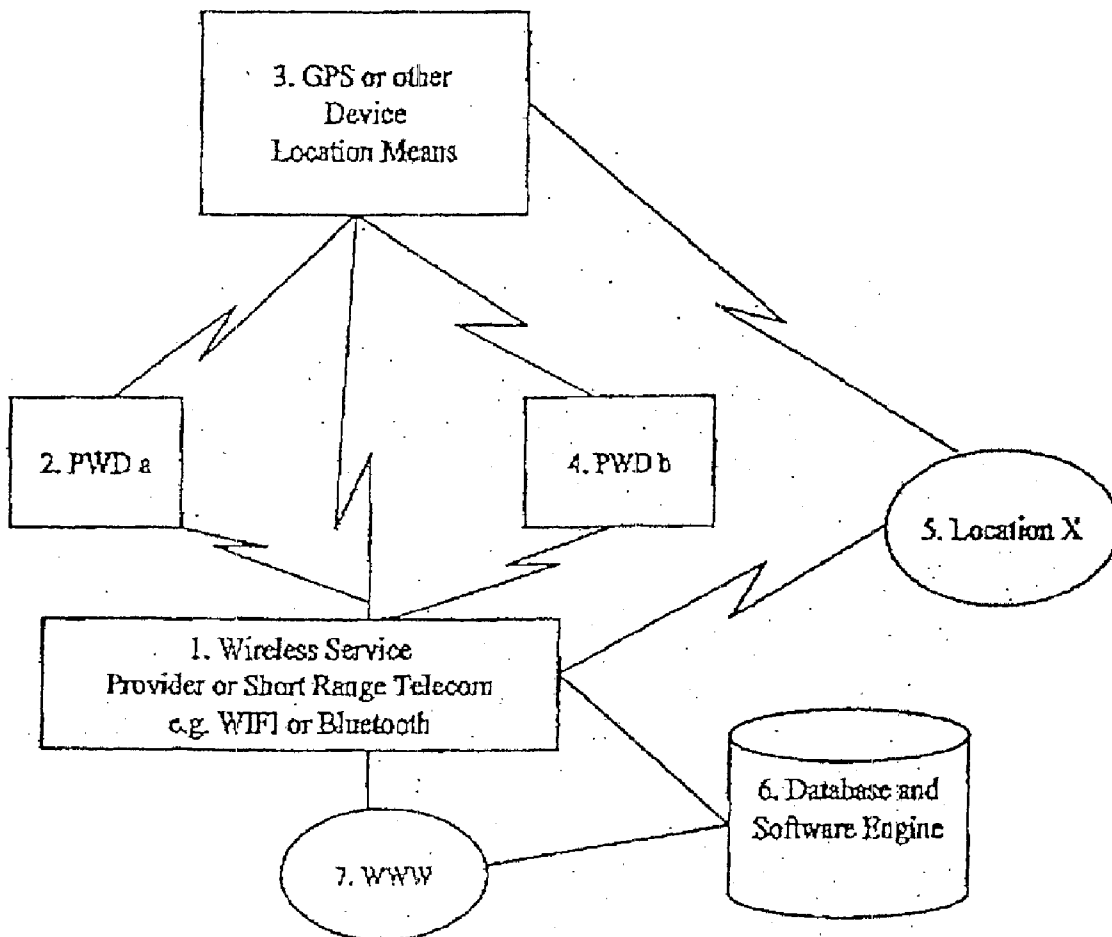 3. GPS or other
Device
Location Means
2. PWD a
4. PWD b
5. Location X
1. Wireless Service
Provider or Short Range Telecom
e.g. WIFI or Bluetooth
6. Database and
Software Engine
7. WWW